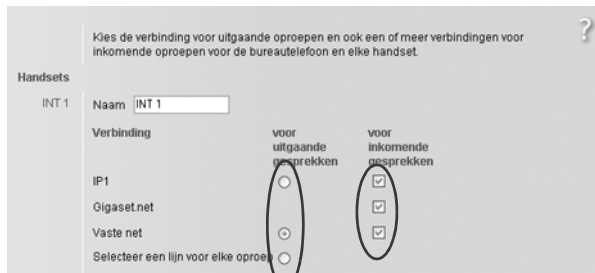 Kies de verbinding voor uitgaande oproepen en ook een of meer verbindingen voor
inkomende oproepen voor de bureautelefoon en elke handset.
?
Handsets
INT 1 Naam INT 1
Verbinding voor uitgaande gesprekken voor inkomende gesprekken
IP1
Gigaset.net
Vaste net
Selecteer een lijn voor elke oproep